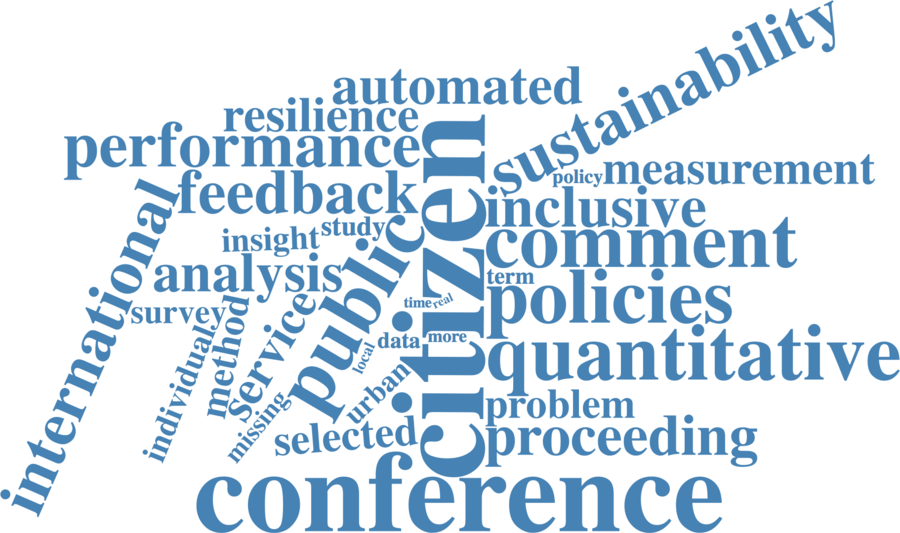 sustainability
automated
resilience
performance
citizen
policy
measurement
feedback
international
inclusive
study
insight
public
comment
analysis
term
policies
time
real
survey
service
method
individual
data
more
local
quantitative
urban
missing
problem
selected
proceeding
conference